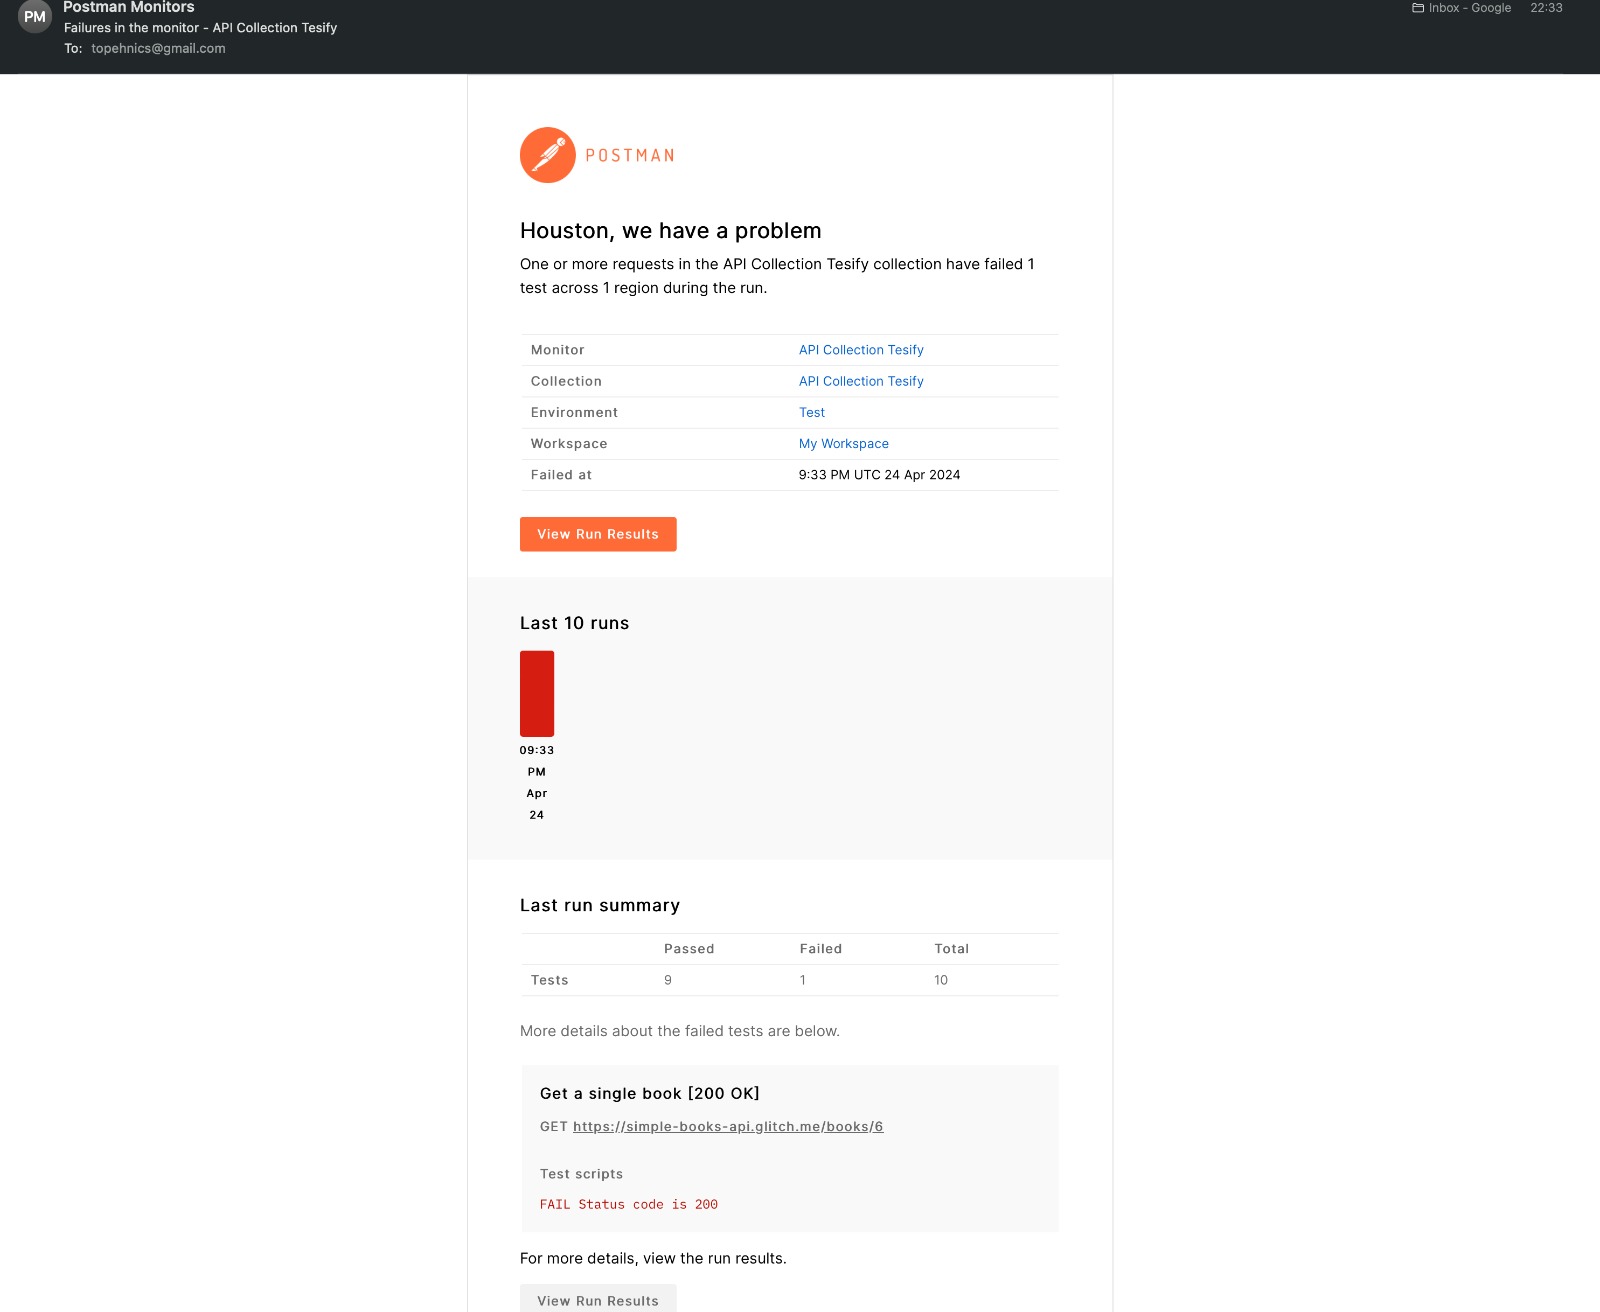 Postman Monitors
Inbox - Google 22:33
PM
Failures in the monitor - API Collection Tesify
To: topehnics@gmail.com
POSTMAN
Houston, we have a problem
One or more requests in the API Collection Tesify collection have failed 1
test across 1 region during the run.
Monitor API Collection Tesify
Collection API Collection Tesify
Environment Test
Workspace My Workspace
Failed at 9:33 PM UTC 24 Apr 2024
View Run Results
Last 10 runs
09:33
PM
Apr
24
Last run summary
Passed Failed Total
Tests 9 1 10
More details about the failed tests are below.
Get a single book [200 OK]
GET https://simple-books-api.glitch.me/books/6
Test scripts
FAIL Status code is 200
For more details, view the run results.
View Run Results